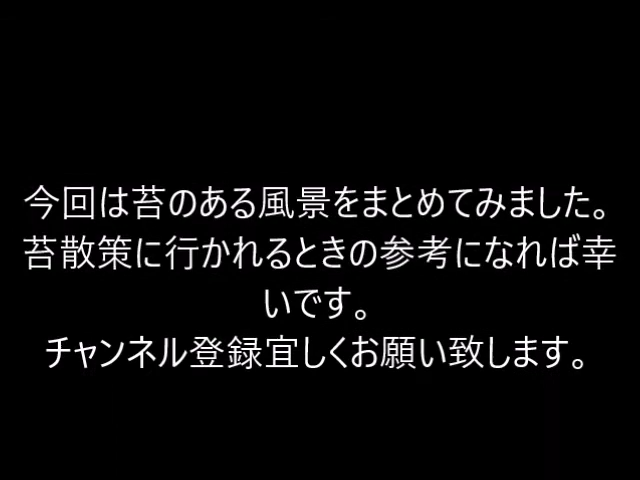 今回は苔のある風景をまとめてみました。
苔散策に行かれるときの参考になれば幸
いです。
チャンネル登録宜しくお願い致します。